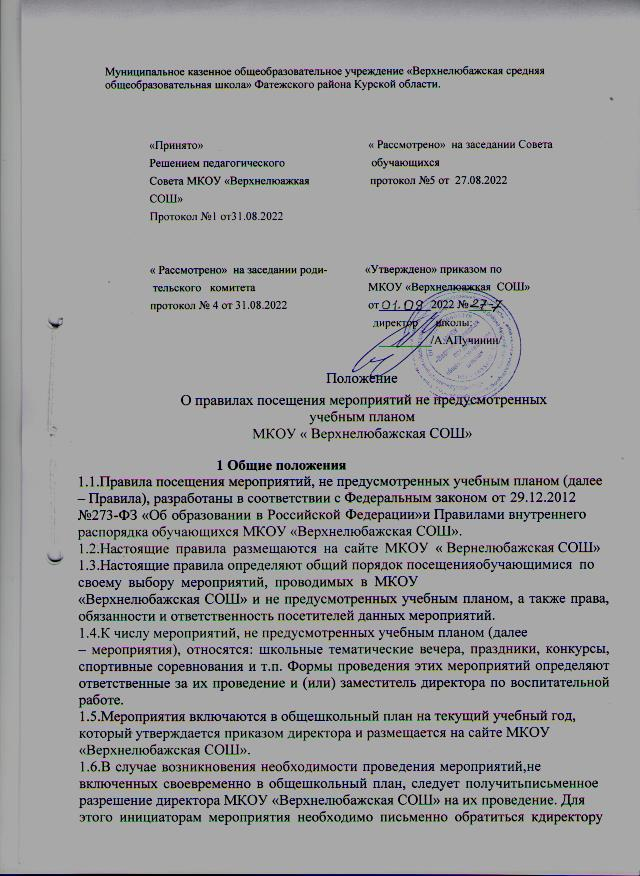 Муниципальное казенное общеобразовательное учреждение «Верхнелюбажская средняя
общеобразовательная школа» Фатежского района Курской области.
«Принято»
Решением педагогического
Совета МКОУ «Верхнелюажкая
СОШ»
Протокол №1 от31.08.2022
« Рассмотрено» на заседании Совета
обучающихся
протокол №5 от 27.08.2022
« Рассмотрено» на заседании роди-
тельского комитета
протокол № 4 от 31.08.2022
«Утверждено» приказом по
МКОУ «Верхнелюажкая СОШ»
от 01.09 2022 № 27-7
директор школы:
/А.АПучинин/
Положение
О правилах посещения мероприятий не предусмотренных
учебным планом
МКОУ « Верхнелюбажская СОШ»
1 Общие положения
1.1.Правила посещения мероприятий, не предусмотренных учебным планом (далее
– Правила), разработаны в соответствии с Федеральным законом от 29.12.2012
№273-ФЗ «Об образовании в Российской Федерации»и Правилами внутреннего
распорядка обучающихся МКОУ «Верхнелюбажская СОШ».
1.2.Настоящие правила размещаются на сайте МКОУ « Вернелюбажская СОШ»
1.3.Настоящие правила определяют общий порядок посещенияобучающимися по
своему выбору мероприятий, проводимых в МКОУ
«Верхнелюбажская СОШ» и не предусмотренных учебным планом, а также права,
обязанности и ответственность посетителей данных мероприятий.
1.4.К числу мероприятий, не предусмотренных учебным планом (далее
– мероприятия), относятся: школьные тематические вечера, праздники, конкурсы,
спортивные соревнования и т.п. Формы проведения этих мероприятий определяют
ответственные за их проведение и (или) заместитель директора по воспитательной
работе.
1.5.Мероприятия включаются в общешкольный план на текущий учебный год,
который утверждается приказом директора и размещается на сайте МКОУ
«Верхнелюбажская СОШ».
1.6.В случае возникновения необходимости проведения мероприятий,не
включенных своевременно в общешкольный план, следует получитьписьменное
разрешение директора МКОУ «Верхнелюбажская СОШ» на их проведение. Для
этого инициаторам мероприятия необходимо письменно обратиться кдиректору